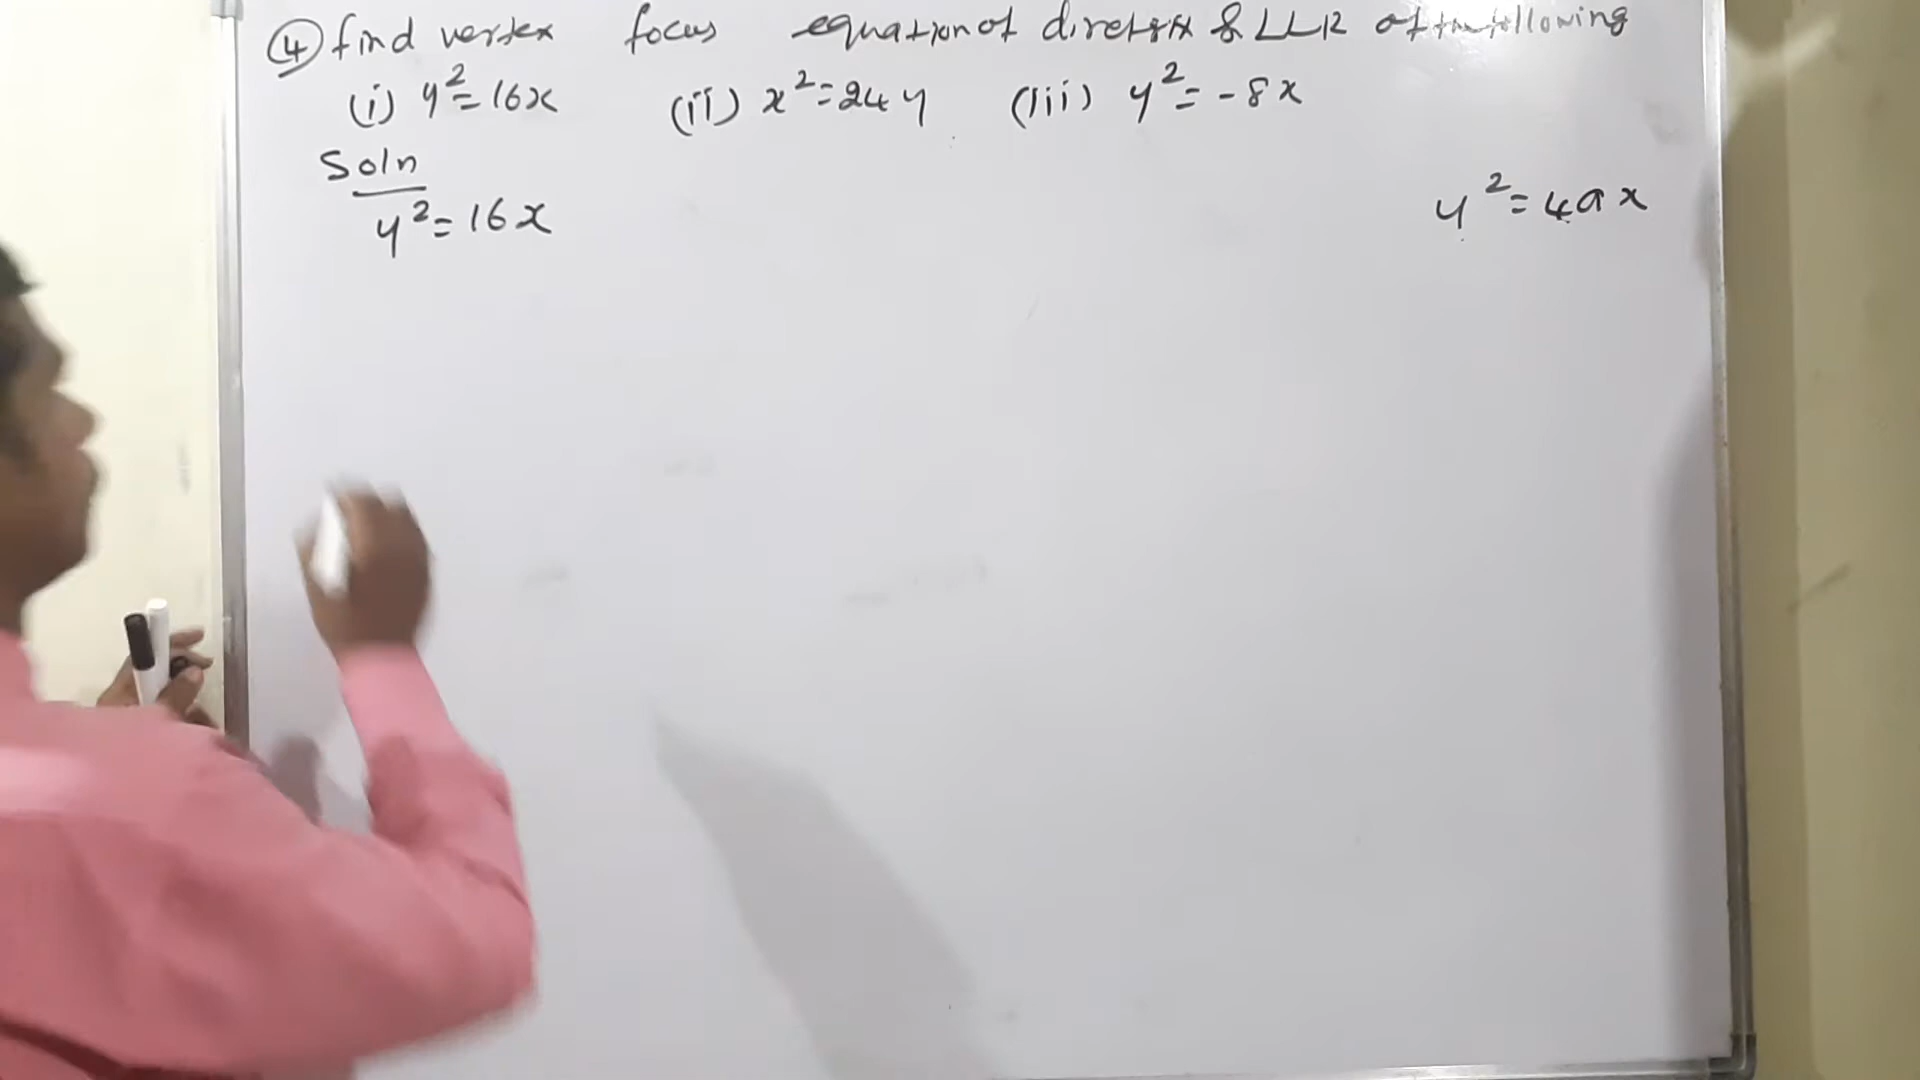 ④ find vertex focus equation of directrix & LLR of the following
(i) y² = 16x (ii) x² = 24y (iii) y² = -8x
Soln
y² = 16x
y² = 4ax